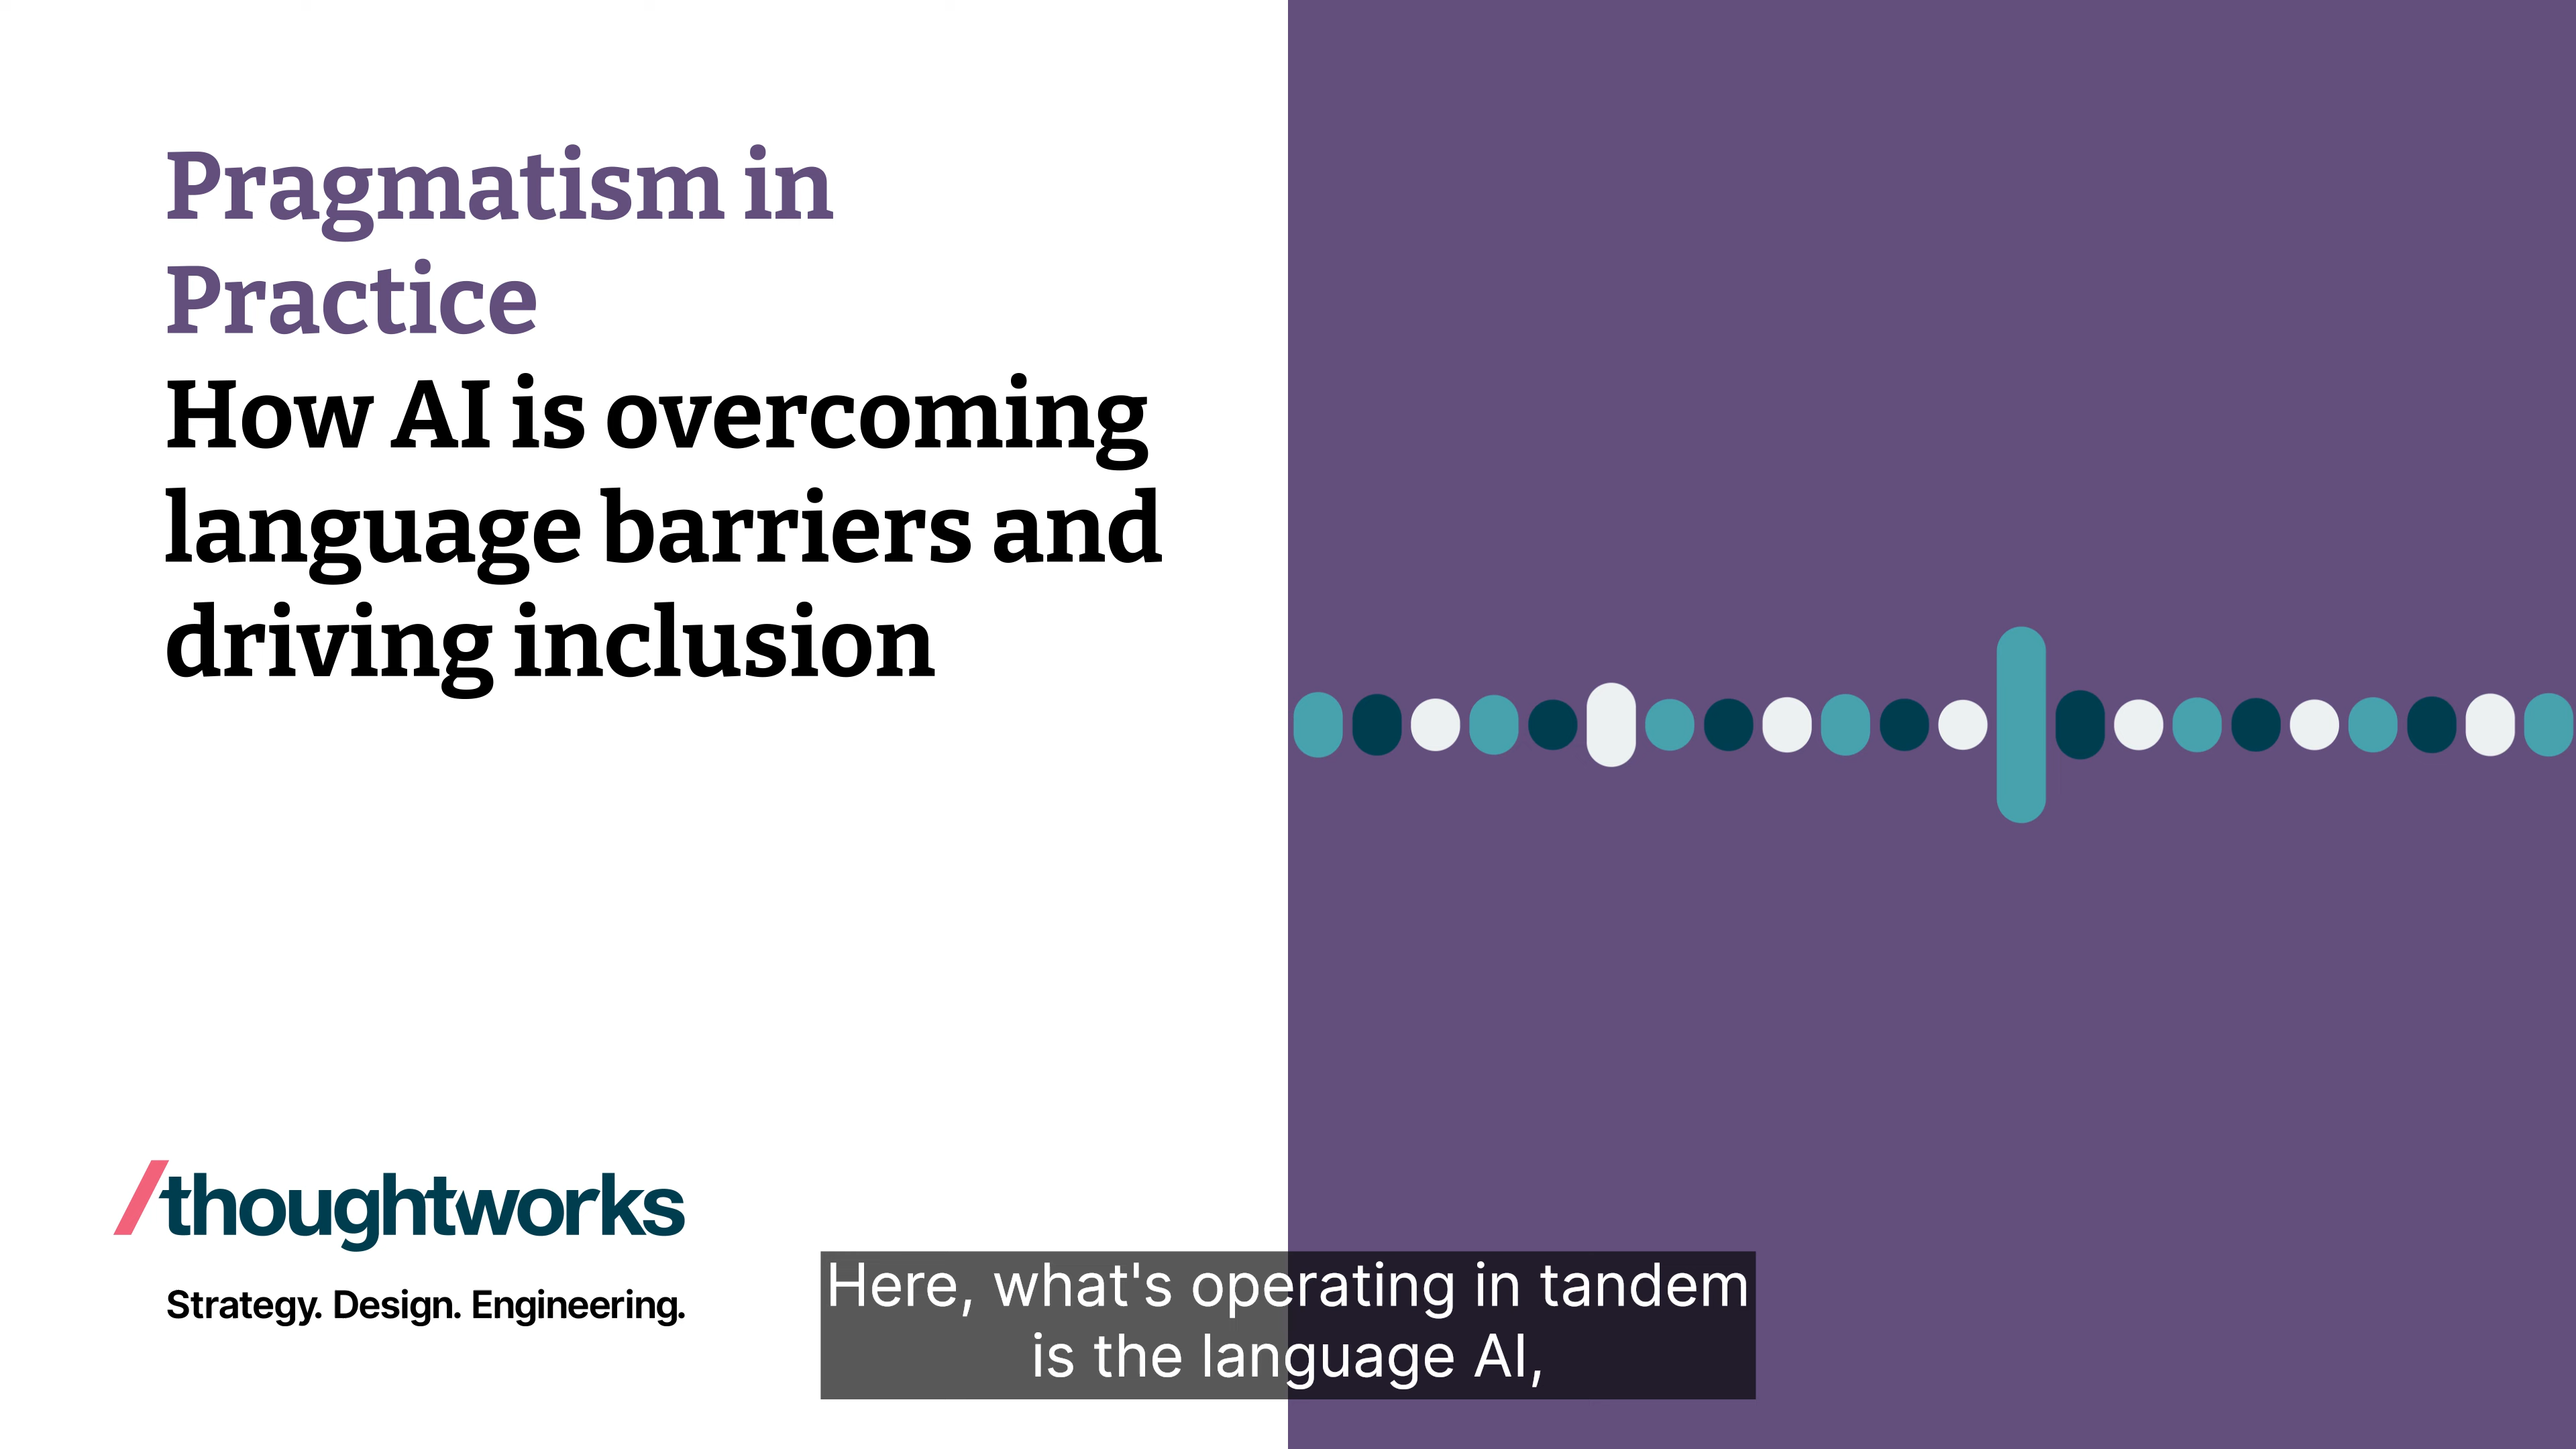 Pragmatism in
Practice
How AI is overcoming
language barriers and
driving inclusion
/thoughtworks
Strategy. Design. Engineering.
Here, what's operating in tandem
is the language AI,